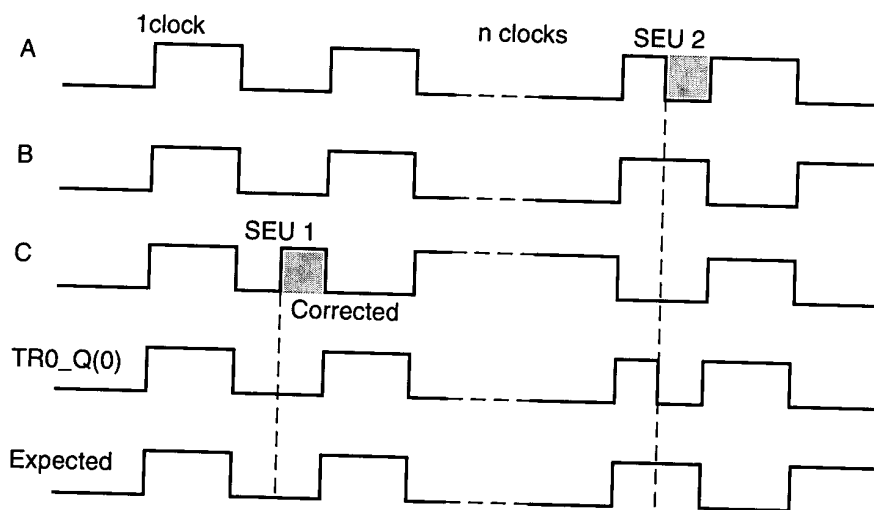 1clock
n clocks
SEU 2
A
B
SEU 1
C
Corrected
TR0_Q(0)
Expected